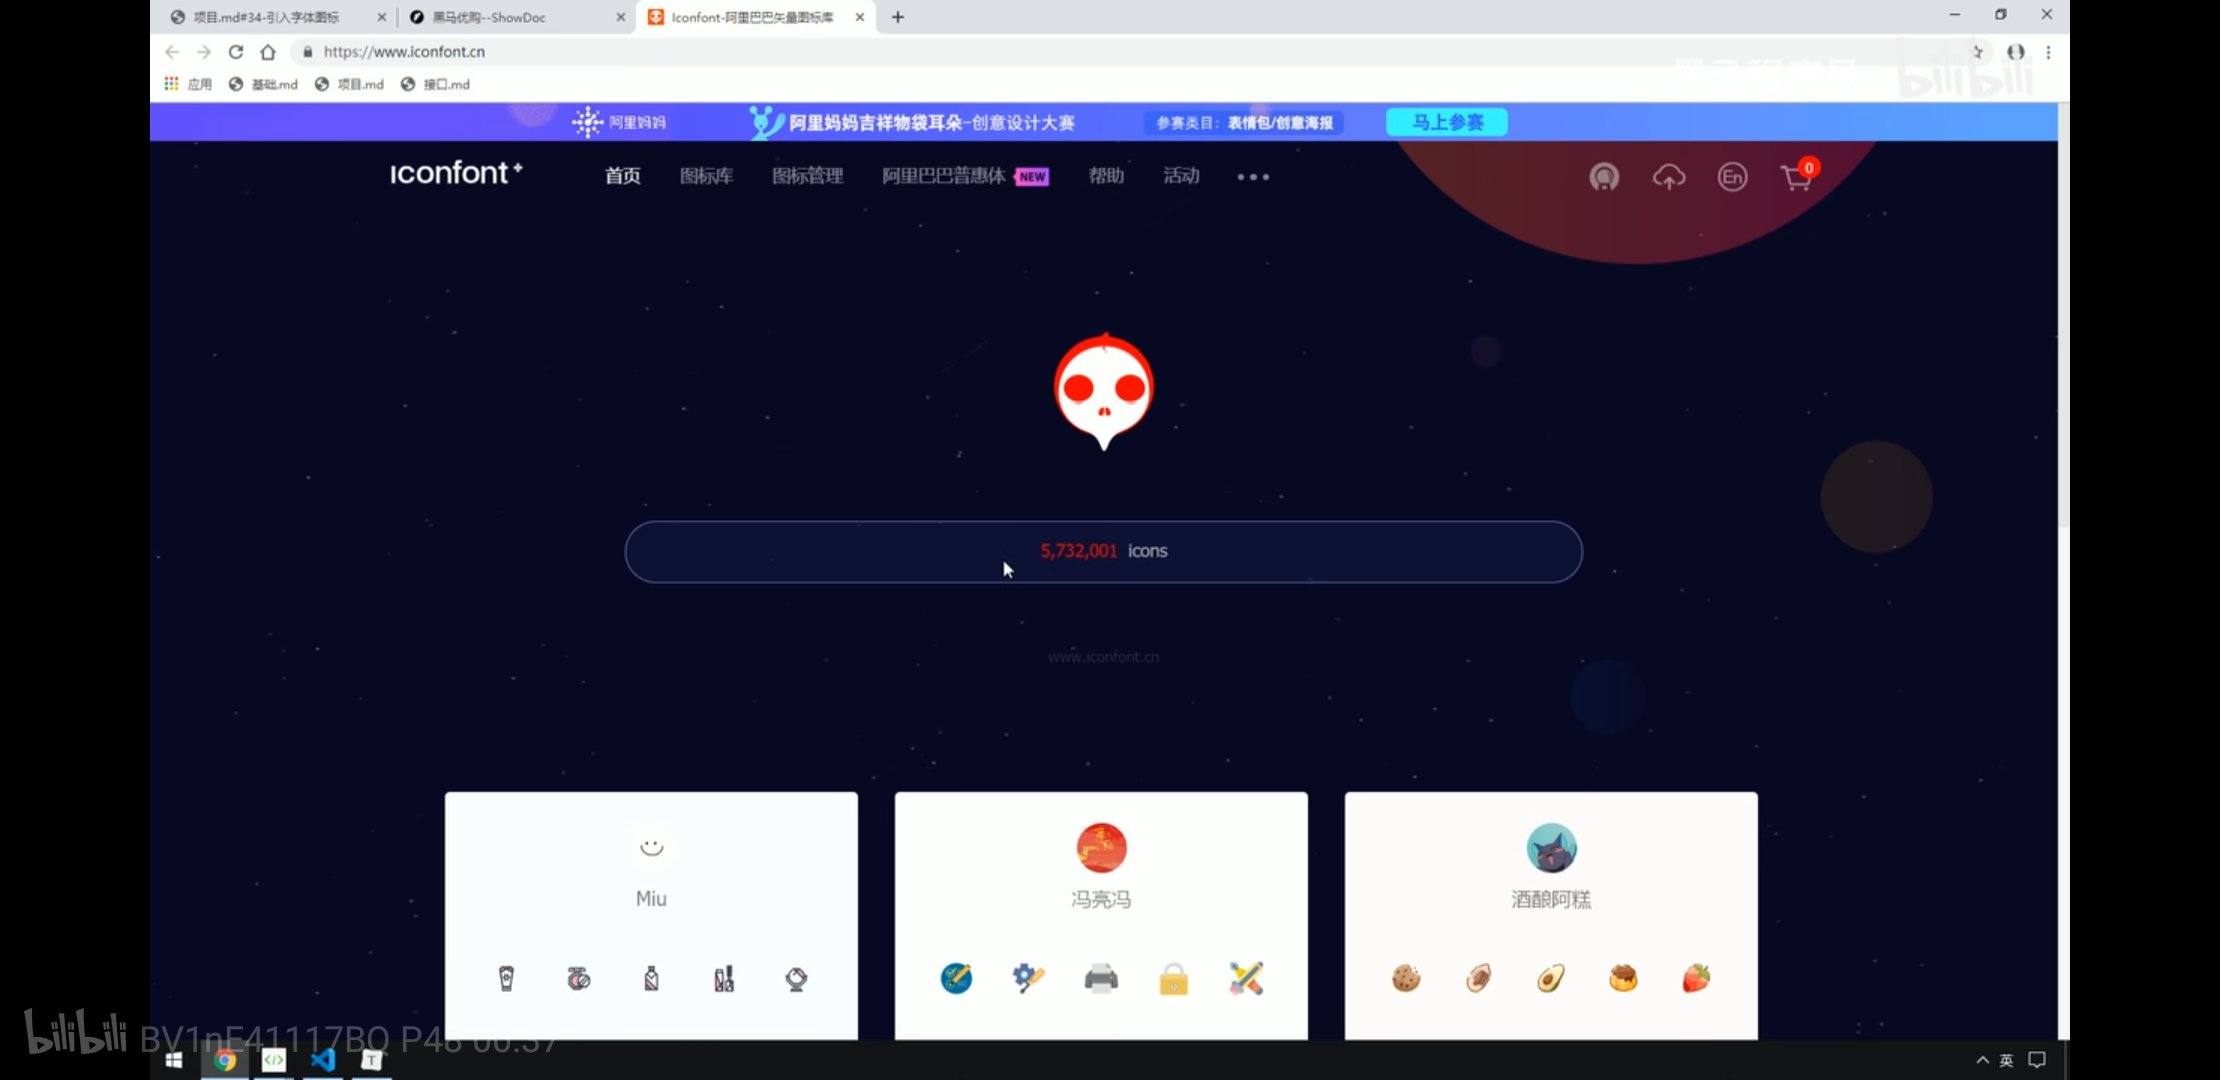 项目.md#34-引入字体图标
黑马优购--ShowDoc
Iconfont-阿里巴巴矢量图标库
https://www.iconfont.cn
应用 基础.md 项目.md 接口.md
bilibili
阿里妈妈 阿里妈妈吉祥物袋耳朵-创意设计大赛 参赛类目：表情包/创意海报 马上参赛
iconfont+ 首页 图标库 图标管理 阿里巴巴普惠体 NEW 帮助 活动 En 0
5,732,001 icons
www.iconfont.cn
Miu 冯亮冯 酒酿阿糕
bilibili BV1nE41117BQ P48 00:37
T 英